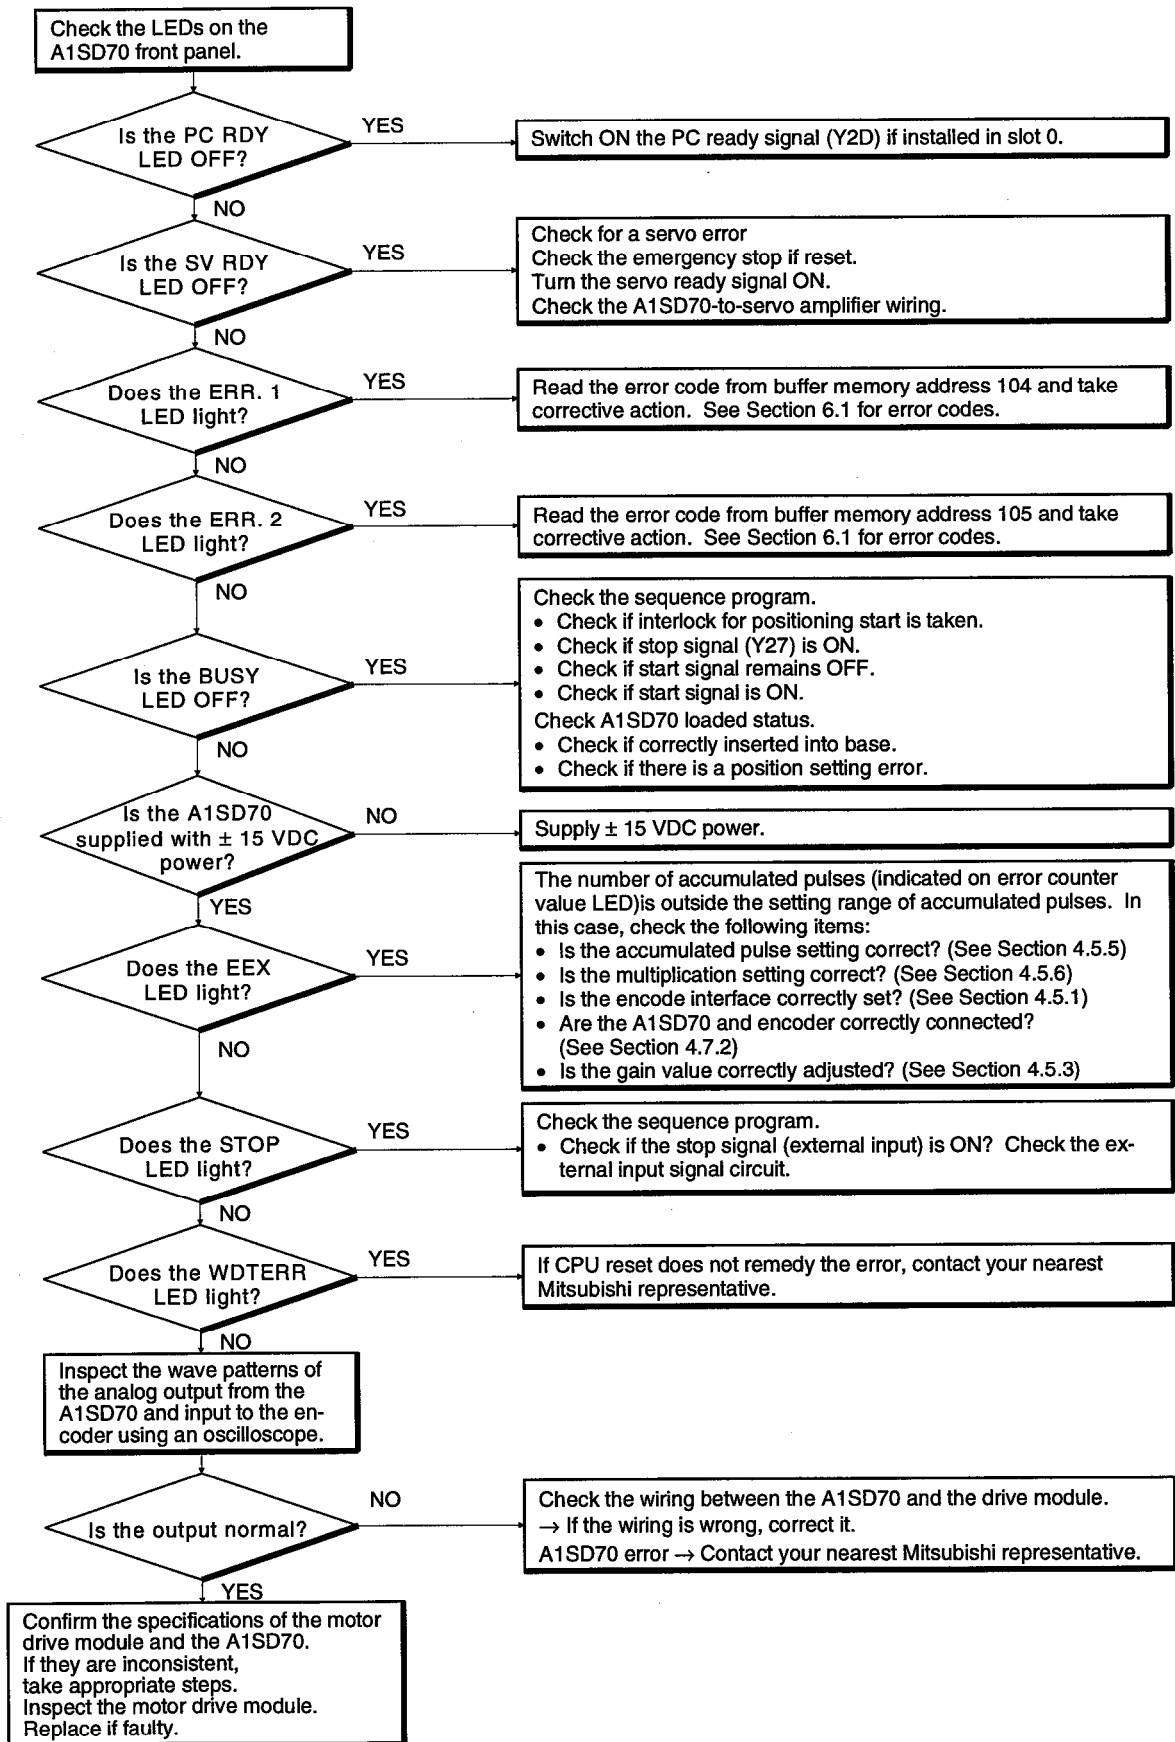 Check the LEDs on the
A1SD70 front panel.
Is the PC RDY
LED OFF?
YES
Switch ON the PC ready signal (Y2D) if installed in slot 0.
NO
Is the SV RDY
LED OFF?
YES
Check for a servo error
Check the emergency stop if reset.
Turn the servo ready signal ON.
Check the A1SD70-to-servo amplifier wiring.
NO
Does the ERR. 1
LED light?
YES
Read the error code from buffer memory address 104 and take
corrective action. See Section 6.1 for error codes.
NO
Does the ERR. 2
LED light?
YES
Read the error code from buffer memory address 105 and take
corrective action. See Section 6.1 for error codes.
NO
Is the BUSY
LED OFF?
YES
Check the sequence program.
• Check if interlock for positioning start is taken.
• Check if stop signal (Y27) is ON.
• Check if start signal remains OFF.
• Check if start signal is ON.
Check A1SD70 loaded status.
• Check if correctly inserted into base.
• Check if there is a position setting error.
NO
Is the A1SD70
supplied with ± 15 VDC
power?
NO
Supply ± 15 VDC power.
YES
Does the EEX
LED light?
YES
The number of accumulated pulses (indicated on error counter
value LED)is outside the setting range of accumulated pulses. In
this case, check the following items:
• Is the accumulated pulse setting correct? (See Section 4.5.5)
• Is the multiplication setting correct? (See Section 4.5.6)
• Is the encode interface correctly set? (See Section 4.5.1)
• Are the A1SD70 and encoder correctly connected?
(See Section 4.7.2)
• Is the gain value correctly adjusted? (See Section 4.5.3)
NO
Does the STOP
LED light?
YES
Check the sequence program.
• Check if the stop signal (external input) is ON? Check the ex-
ternal input signal circuit.
NO
Does the WDTERR
LED light?
YES
If CPU reset does not remedy the error, contact your nearest
Mitsubishi representative.
NO
Inspect the wave patterns of
the analog output from the
A1SD70 and input to the en-
coder using an oscilloscope.
Is the output normal?
NO
Check the wiring between the A1SD70 and the drive module.
→ If the wiring is wrong, correct it.
A1SD70 error → Contact your nearest Mitsubishi representative.
YES
Confirm the specifications of the motor
drive module and the A1SD70.
If they are inconsistent,
take appropriate steps.
Inspect the motor drive module.
Replace if faulty.